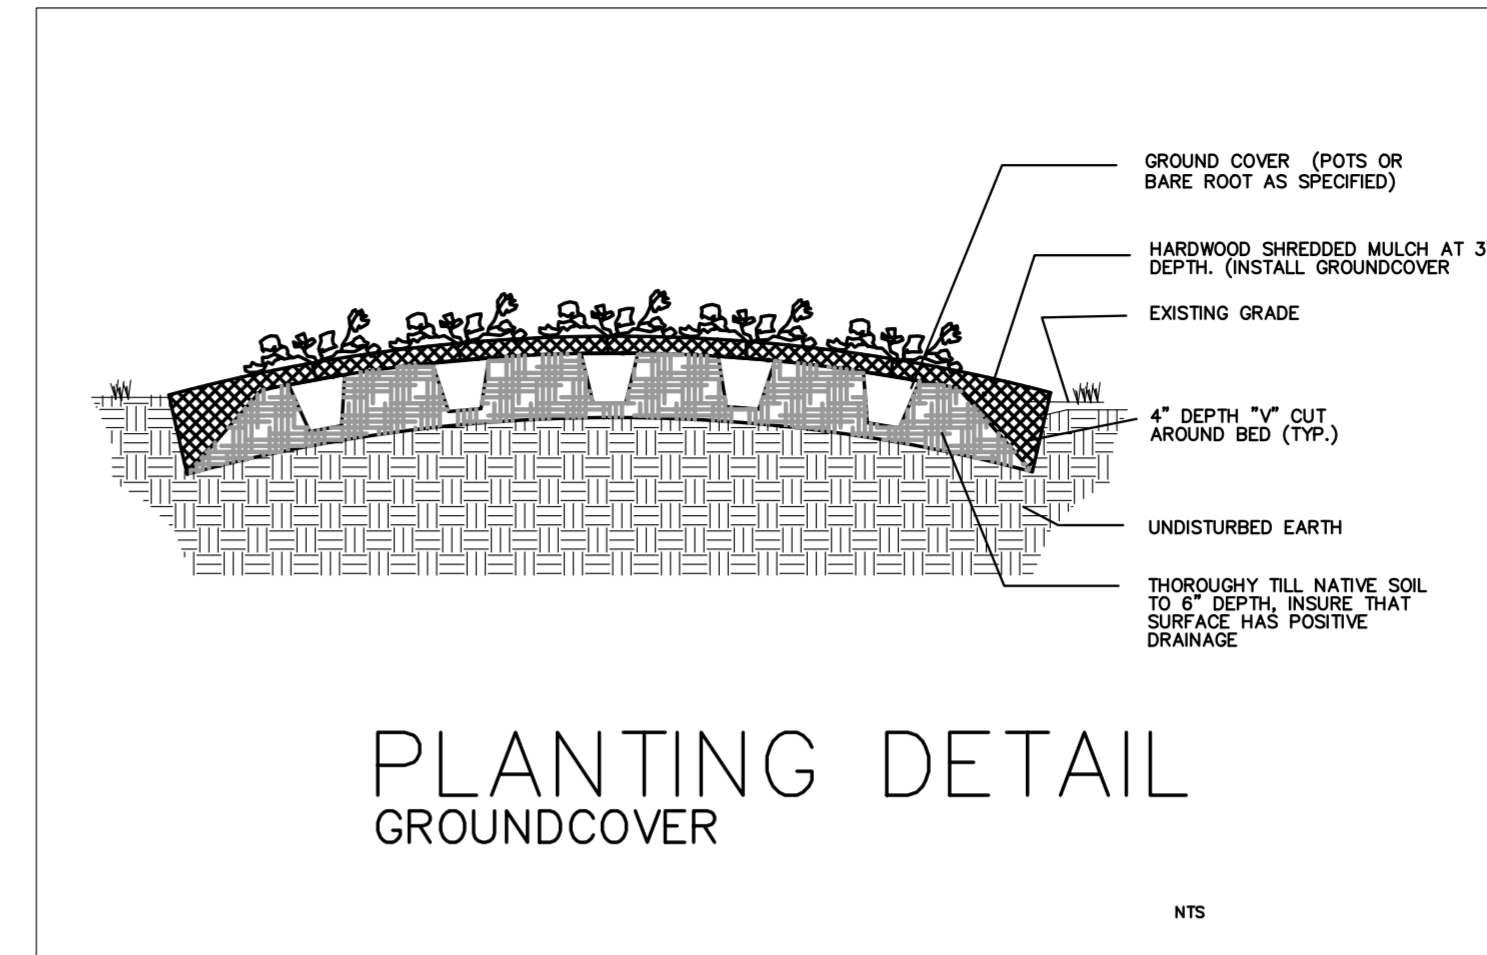 GROUND COVER (POTS OR
BARE ROOT AS SPECIFIED)
HARDWOOD SHREDDED MULCH AT 3"
DEPTH. (INSTALL GROUNDCOVER
EXISTING GRADE
4" DEPTH "V" CUT
AROUND BED (TYP.)
UNDISTURBED EARTH
THOROUGHY TILL NATIVE SOIL
TO 6" DEPTH, INSURE THAT
SURFACE HAS POSITIVE
DRAINAGE
PLANTING DETAIL
GROUNDCOVER
NTS